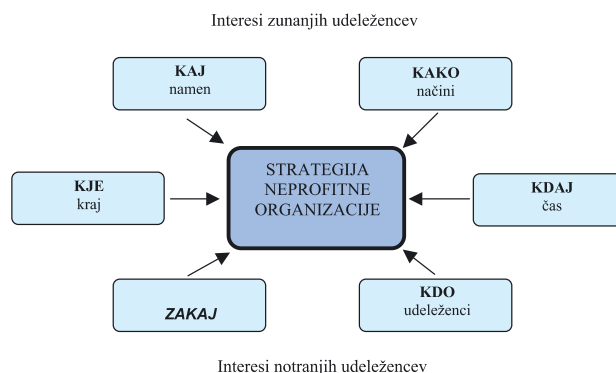 Interesi zunanjih udeležencev
KAJ
namen
KAKO
načini
STRATEGIJA
NEPROFITNE
ORGANIZACIJE
KJE
kraj
KDAJ
čas
ZAKAJ
KDO
udeleženci
Interesi notranjih udeležencev